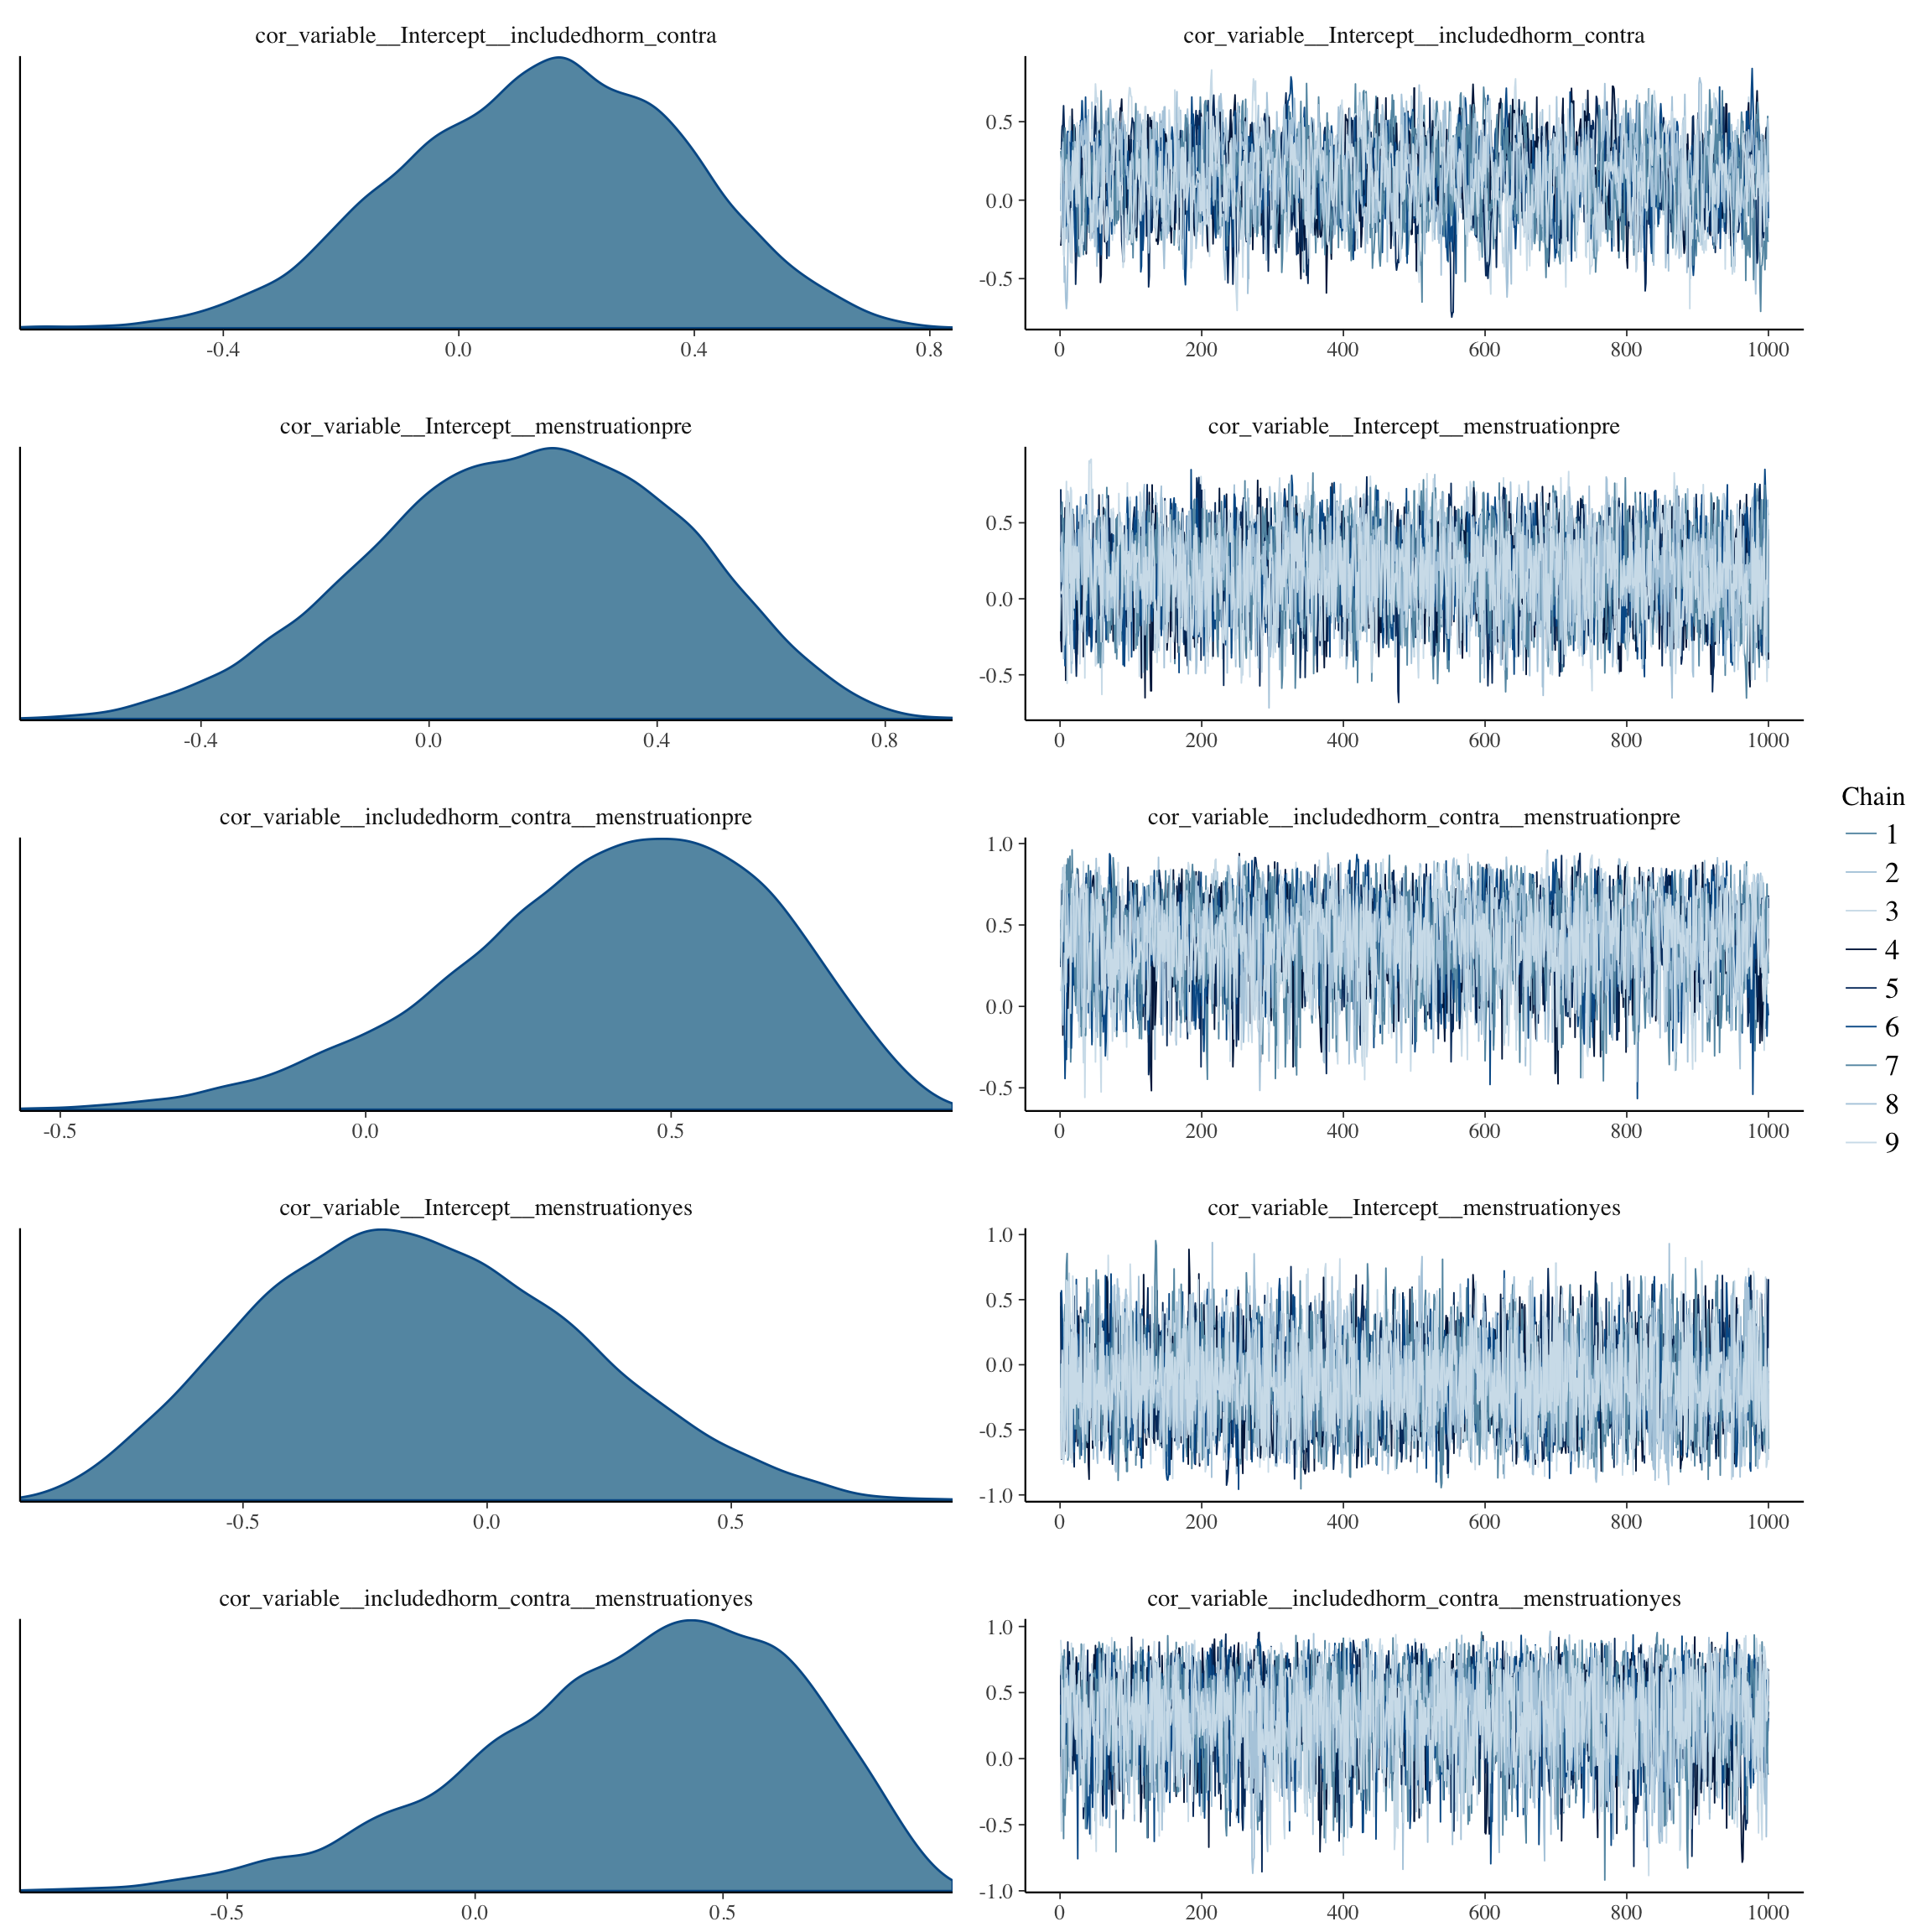 cor_variable__Intercept__includedhorm_contra
-0.4 0.0 0.4 0.8
cor_variable__Intercept__includedhorm_contra
0.5
0.0
-0.5
0 200 400 600 800 1000
cor_variable__Intercept__menstruationpre
-0.4 0.0 0.4 0.8
cor_variable__Intercept__menstruationpre
0.5
0.0
-0.5
0 200 400 600 800 1000
cor_variable__includedhorm_contra__menstruationpre
-0.5 0.0 0.5
cor_variable__includedhorm_contra__menstruationpre
1.0
0.5
0.0
-0.5
0 200 400 600 800 1000
cor_variable__Intercept__menstruationyes
-0.5 0.0 0.5
cor_variable__Intercept__menstruationyes
1.0
0.5
0.0
-0.5
-1.0
0 200 400 600 800 1000
cor_variable__includedhorm_contra__menstruationyes
-0.5 0.0 0.5
cor_variable__includedhorm_contra__menstruationyes
1.0
0.5
0.0
-0.5
-1.0
0 200 400 600 800 1000
Chain
1
2
3
4
5
6
7
8
9